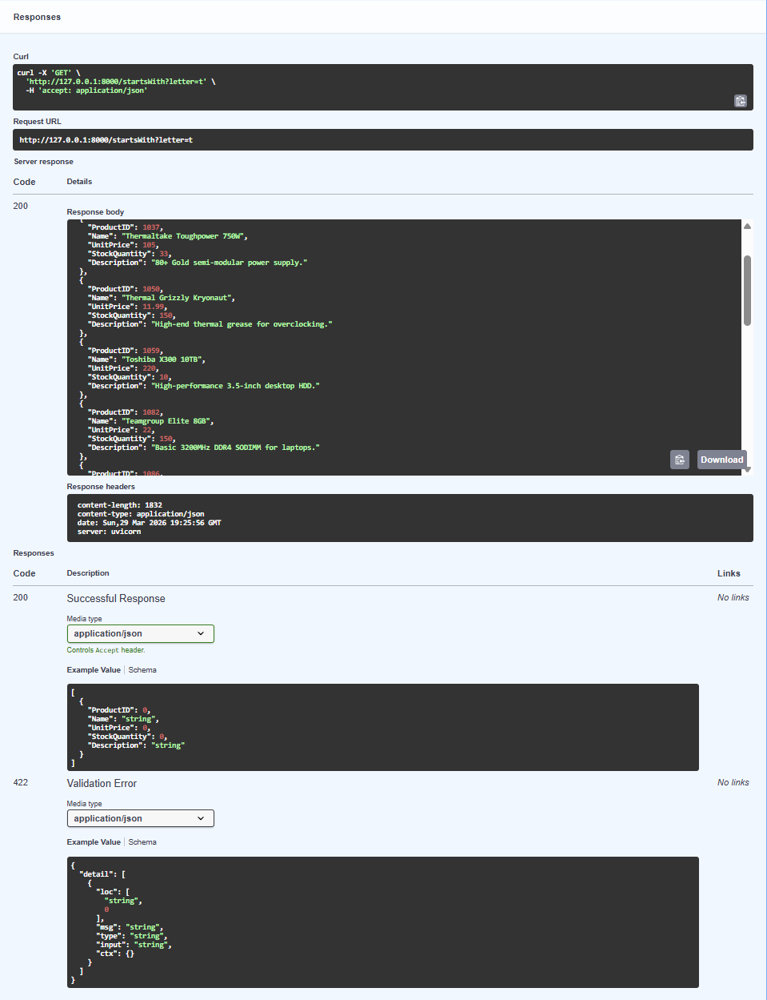 Responses
Curl
curl -X 'GET' \
  'http://127.0.0.1:8000/startsWith?letter=t' \
  -H 'accept: application/json'
Request URL
http://127.0.0.1:8000/startsWith?letter=t
Server response
Code Details
200
Response body
  {
    "ProductID": 1037,
    "Name": "Thermaltake Toughpower 750W",
    "UnitPrice": 105,
    "StockQuantity": 33,
    "Description": "80+ Gold semi-modular power supply."
  },
  {
    "ProductID": 1050,
    "Name": "Thermal Grizzly Kryonaut",
    "UnitPrice": 11.99,
    "StockQuantity": 150,
    "Description": "High-end thermal grease for overclocking."
  },
  {
    "ProductID": 1059,
    "Name": "Toshiba X300 10TB",
    "UnitPrice": 220,
    "StockQuantity": 10,
    "Description": "High-performance 3.5-inch desktop HDD."
  },
  {
    "ProductID": 1082,
    "Name": "Teamgroup Elite 8GB",
    "UnitPrice": 22,
    "StockQuantity": 150,
    "Description": "Basic 3200MHz DDR4 SODIMM for laptops."
  },
  {
    "ProductID": 1086,
Download
Response headers
content-length: 1832
content-type: application/json
date: Sun,29 Mar 2026 19:25:56 GMT
server: uvicorn
Responses
Code Description Links
200 Successful Response No links
Media type
application/json
Controls Accept header.
Example Value Schema
[
  {
    "ProductID": 0,
    "Name": "string",
    "UnitPrice": 0,
    "StockQuantity": 0,
    "Description": "string"
  }
]
422 Validation Error No links
Media type
application/json
Example Value Schema
{
  "detail": [
    {
      "loc": [
        "string",
        0
      ],
      "msg": "string",
      "type": "string",
      "input": "string",
      "ctx": {}
    }
  ]
}